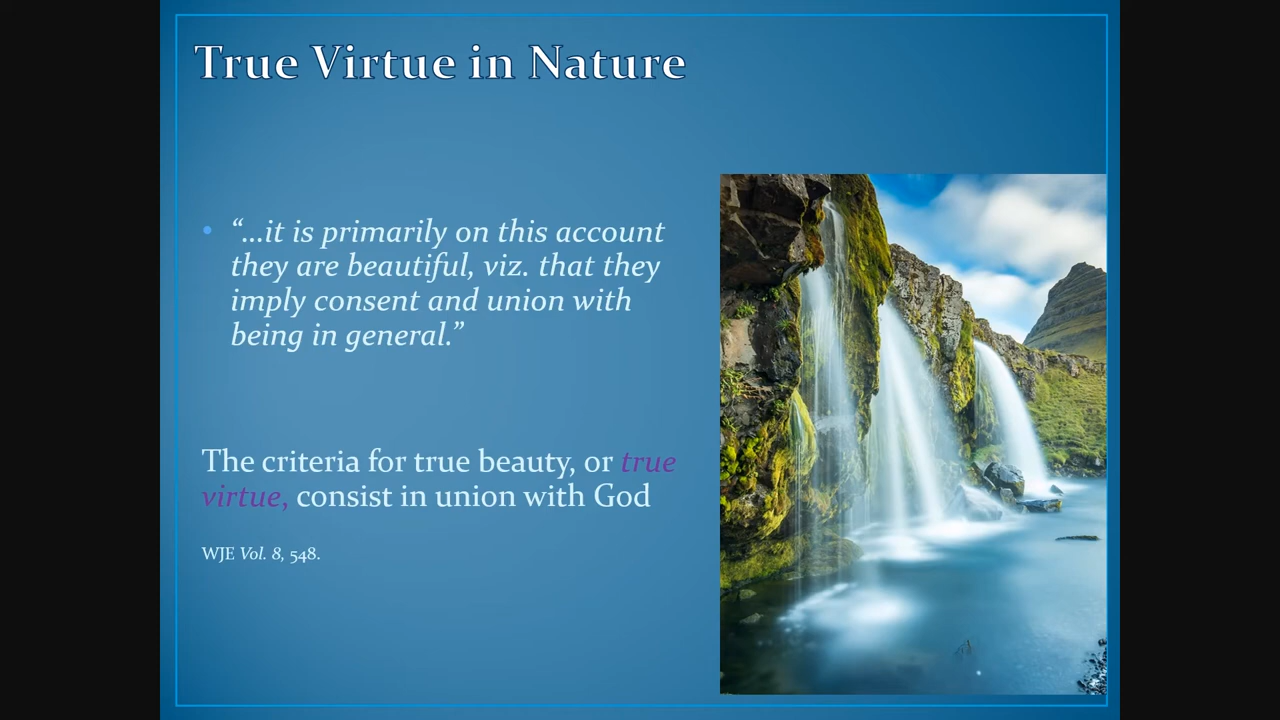 True Virtue in Nature
• “...it is primarily on this account
they are beautiful, viz. that they
imply consent and union with
being in general.”
The criteria for true beauty, or true
virtue, consist in union with God
WJE Vol. 8, 548.